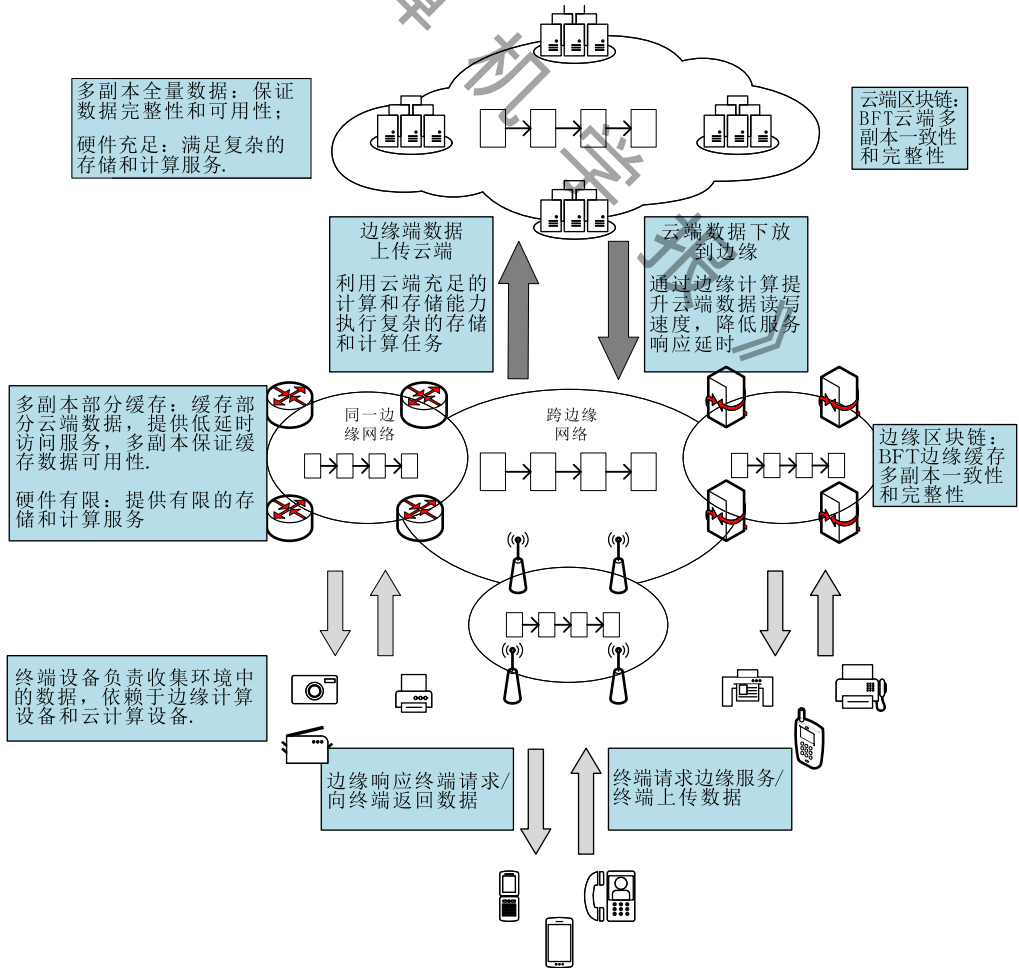 多副本全量数据：保证
数据完整性和可用性；
硬件充足：满足复杂的
存储和计算服务.
云端区块链：
BFT云端多
副本一致性
和完整性
边缘端数据
上传云端
利用云端充足的
计算和存储能力
执行复杂的存储
和计算任务
云端数据下放
到边缘
通过边缘计算提
升云端数据读写
速度，降低服务
响应延时
多副本部分缓存：缓存部
分云端数据，提供低延时
访问服务，多副本保证缓
存数据可用性.
硬件有限：提供有限的存
储和计算服务
同一边
缘网络
跨边缘
网络
边缘区块链：
BFT边缘缓存
多副本一致性
和完整性
终端设备负责收集环境中
的数据，依赖于边缘计算
设备和云计算设备.
边缘响应终端请求/
向终端返回数据
终端请求边缘服务/
终端上传数据
算机学报》